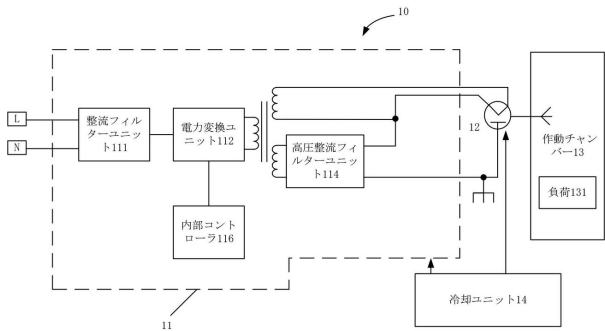 10
L
N
整流フィル
ターユニッ
ト111
電力変換ユ
ニット112
高圧整流フィ
ルターユニッ
ト114
内部コント
ローラ116
12
作動チャン
バー13
負荷131
冷却ユニット14
11